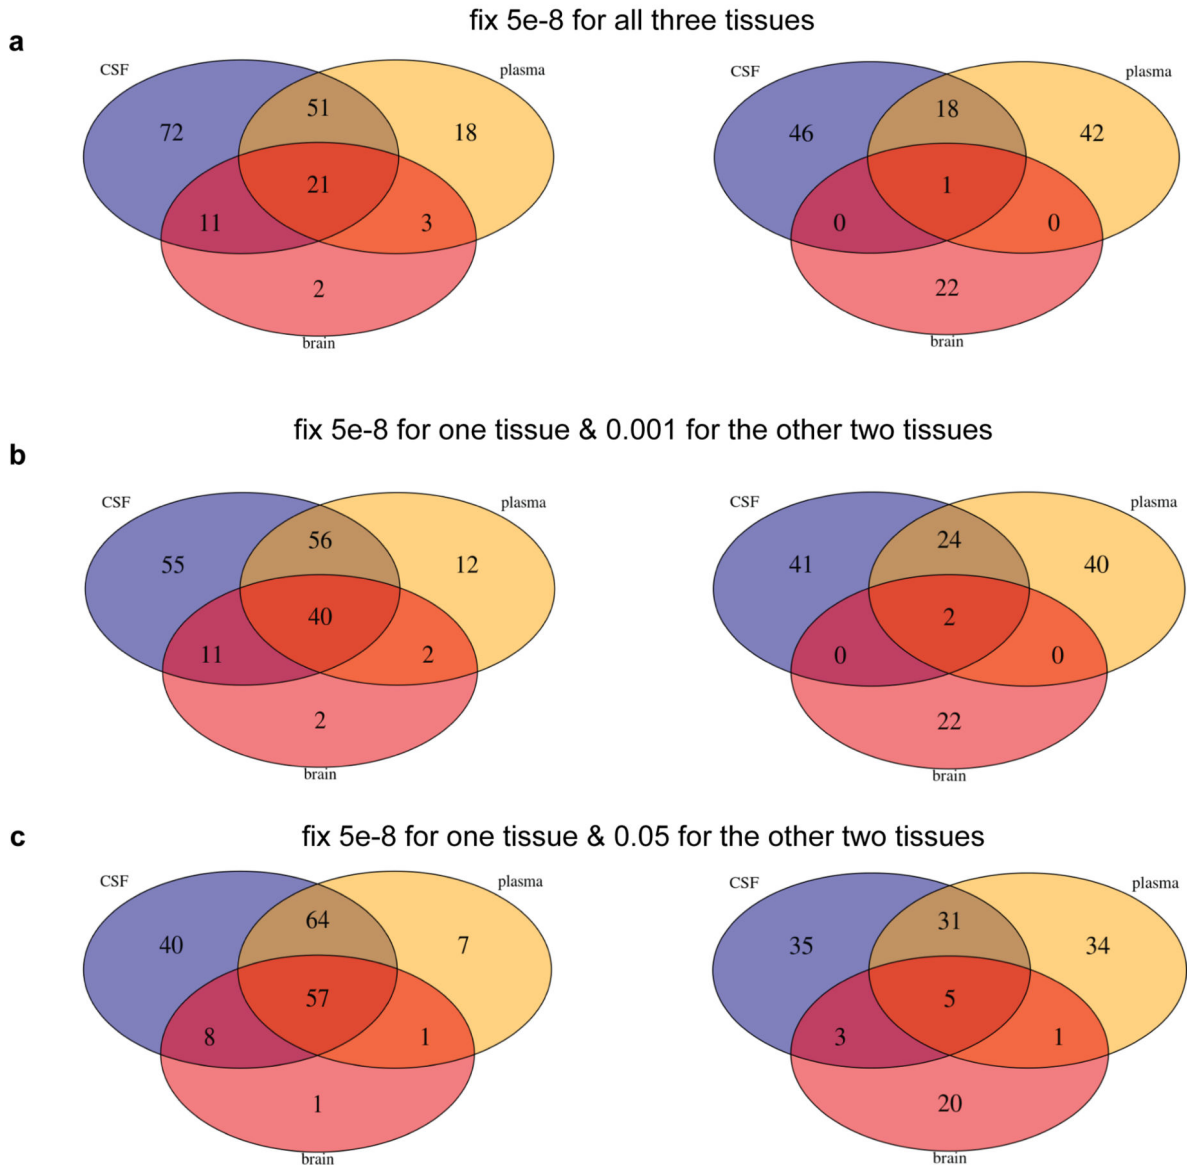 fix 5e-8 for all three tissues
a
CSF
plasma
72
51
18
21
11
3
2
brain
CSF
plasma
46
18
42
1
0
0
22
brain
fix 5e-8 for one tissue & 0.001 for the other two tissues
b
CSF
plasma
55
56
12
40
11
2
2
brain
CSF
plasma
41
24
40
2
0
0
22
brain
c
fix 5e-8 for one tissue & 0.05 for the other two tissues
CSF
plasma
40
64
7
57
8
1
1
brain
CSF
plasma
35
31
34
5
3
1
20
brain